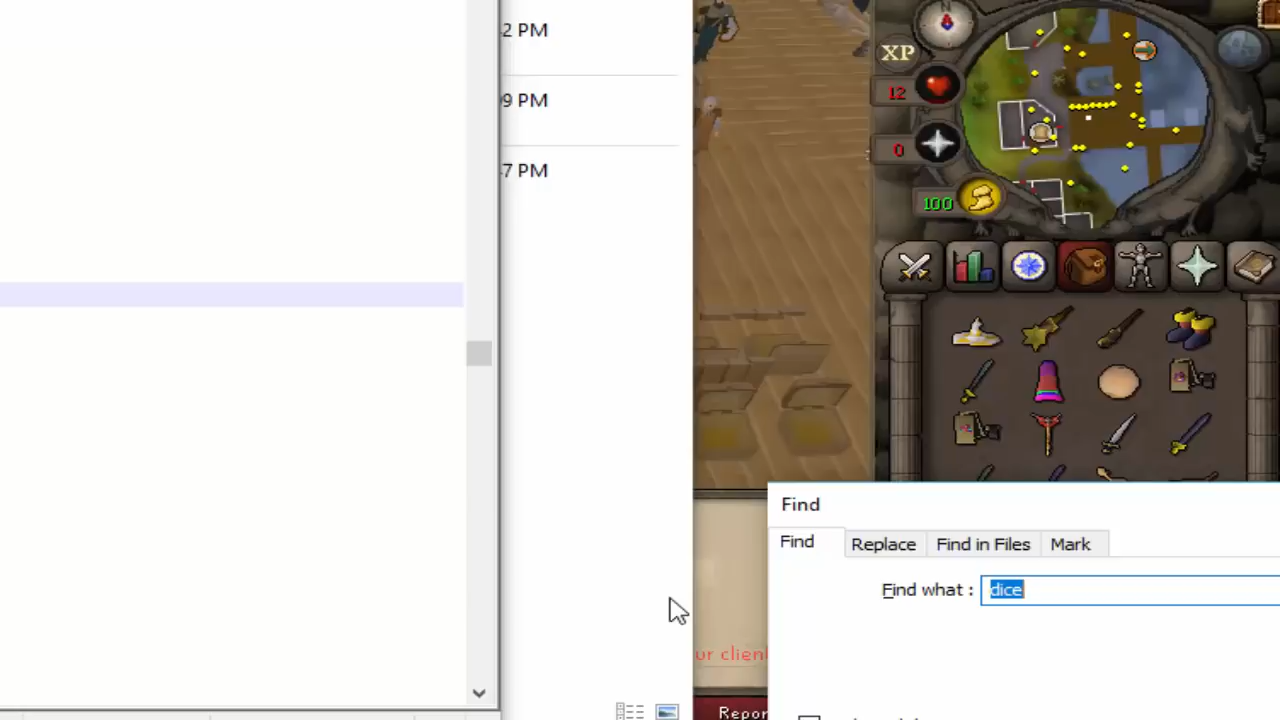 2 PM
9 PM
7 PM
XP
12
0
100
Find
Find
Replace
Find in Files
Mark
Find what :
dice
ur client
Repor